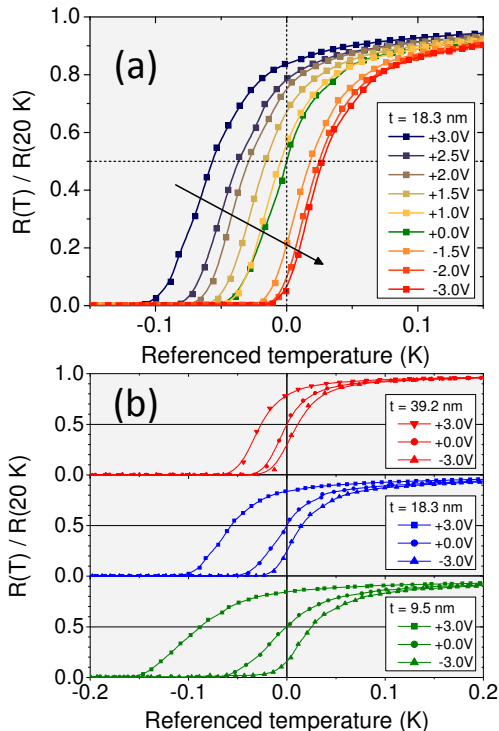 (a)
R(T) / R(20 K)
1.0
0.8
0.6
0.4
0.2
0.0
t = 18.3 nm
+3.0V
+2.5V
+2.0V
+1.5V
+1.0V
+0.0V
-1.5V
-2.0V
-3.0V
-0.1 0.0 0.1
Referenced temperature (K)
(b)
R(T) / R(20 K)
1.0
0.5
t = 39.2 nm
+3.0V
+0.0V
-3.0V
1.0
0.5
t = 18.3 nm
+3.0V
+0.0V
-3.0V
1.0
0.5
0.0
t = 9.5 nm
+3.0V
+0.0V
-3.0V
-0.2 -0.1 0.0 0.1 0.2
Referenced temperature (K)